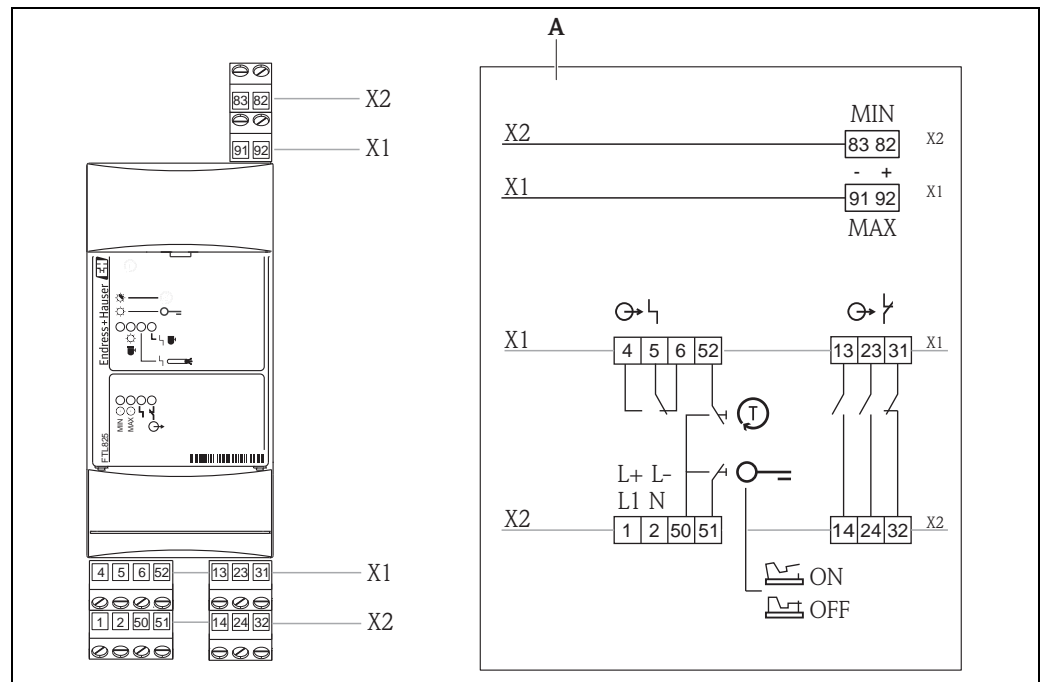 A
83 82
X2
91 92
X1
Endress+Hauser
EH
MIN
MAX
FTL825
4 5 6 52
13 23 31
X1
1 2 50 51
14 24 32
X2
X2
MIN
83 82
X2
- +
X1
91 92
X1
MAX
X1
4 5 6 52
13 23 31
X1
T
L+ L-
L1 N
X2
1 2 50 51
14 24 32
X2
ON
OFF